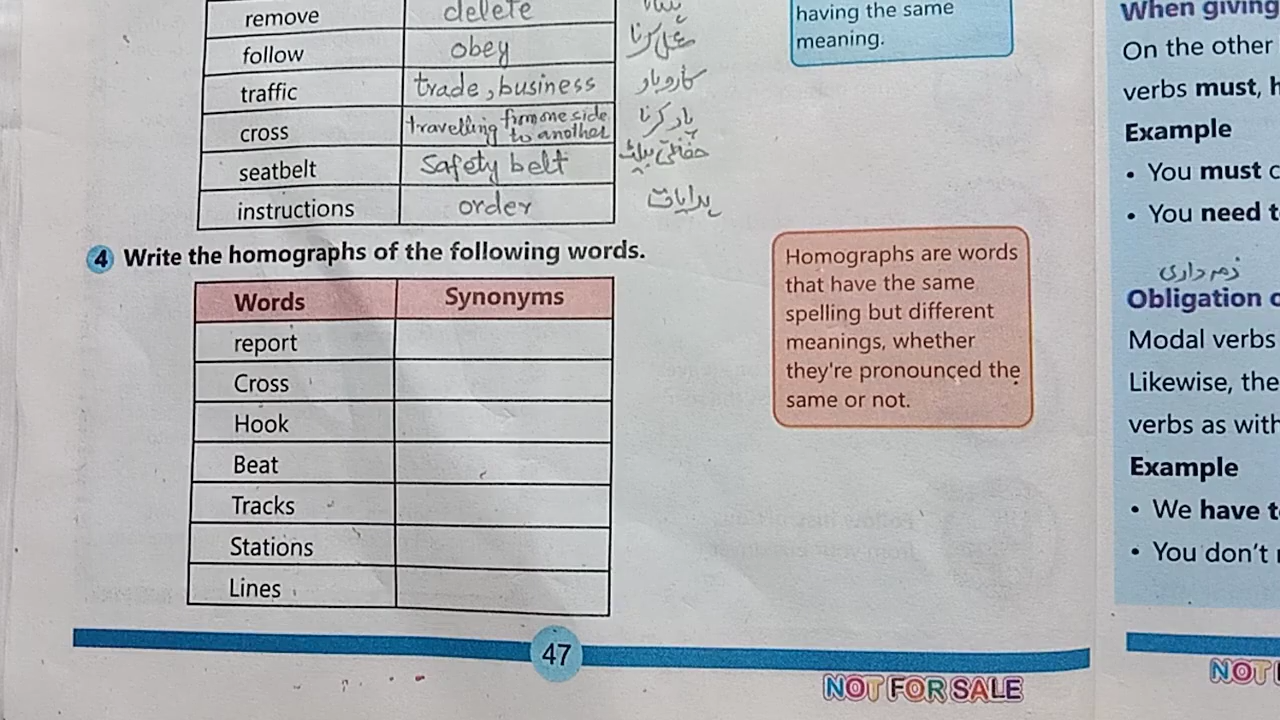 remove delete
having the same
meaning.
follow obey عمل کرنا
traffic trade, business کاروبار
cross travelling from one side to another پار کرنا
seatbelt Safety belt حفاظتی بیلٹ
instructions order ہدایات
4 Write the homographs of the following words.
Words Synonyms
report
Cross
Hook
Beat
Tracks
Stations
Lines
Homographs are words
that have the same
spelling but different
meanings, whether
they're pronounced the
same or not.
47
NOT FOR SALE
When giving
On the other
verbs must, h
Example
• You must c
• You need t
ذمہ داری
Obligation o
Modal verbs
Likewise, the
verbs as with
Example
• We have t
• You don't
NOT